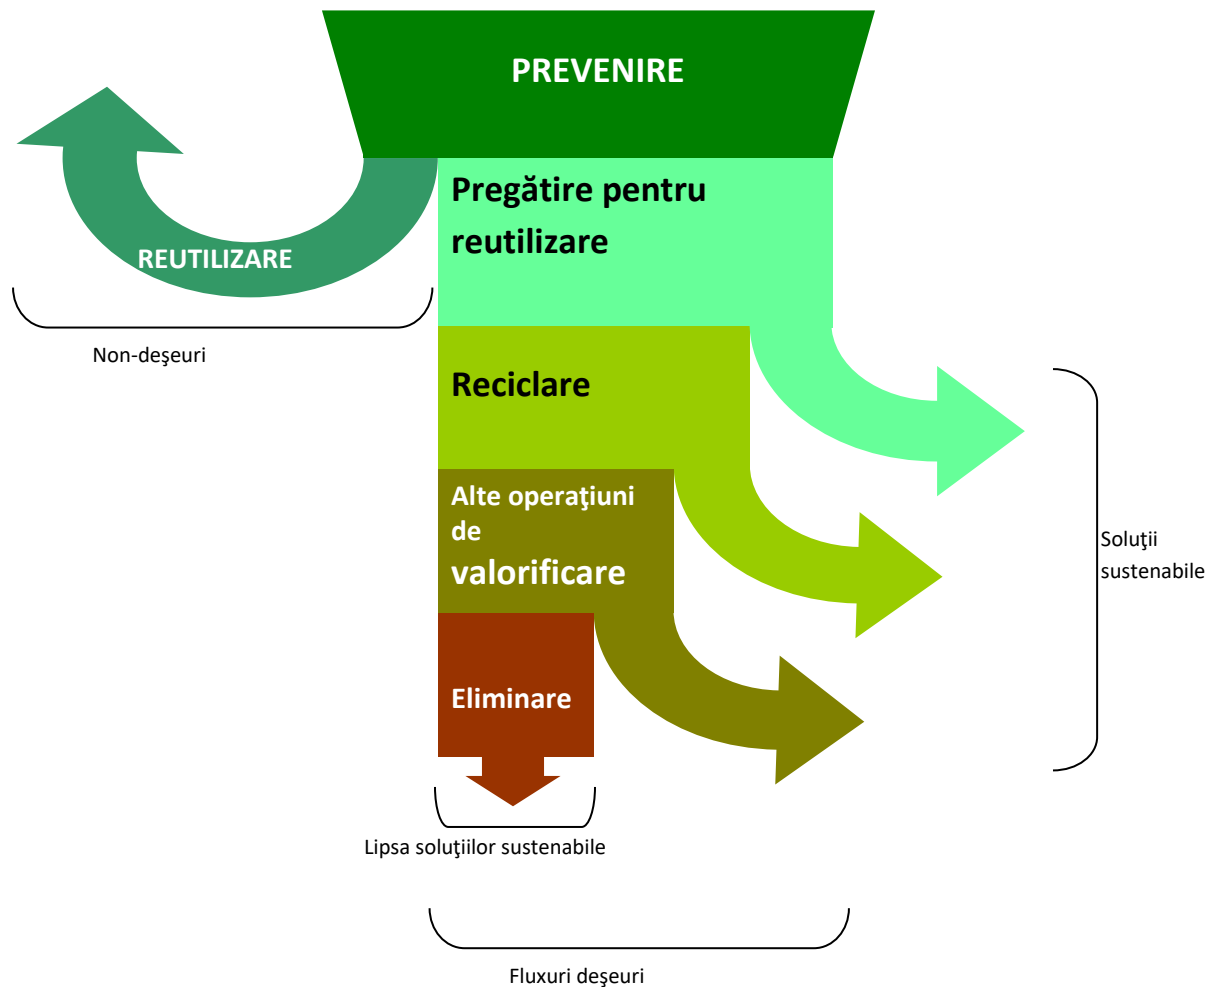 PREVENIRE
Pregătire pentru
reutilizare
REUTILIZARE
Non-deşeuri
Reciclare
Alte operaţiuni
de
valorificare
Soluţii
sustenabile
Eliminare
Lipsa soluţiilor sustenabile
Fluxuri deşeuri